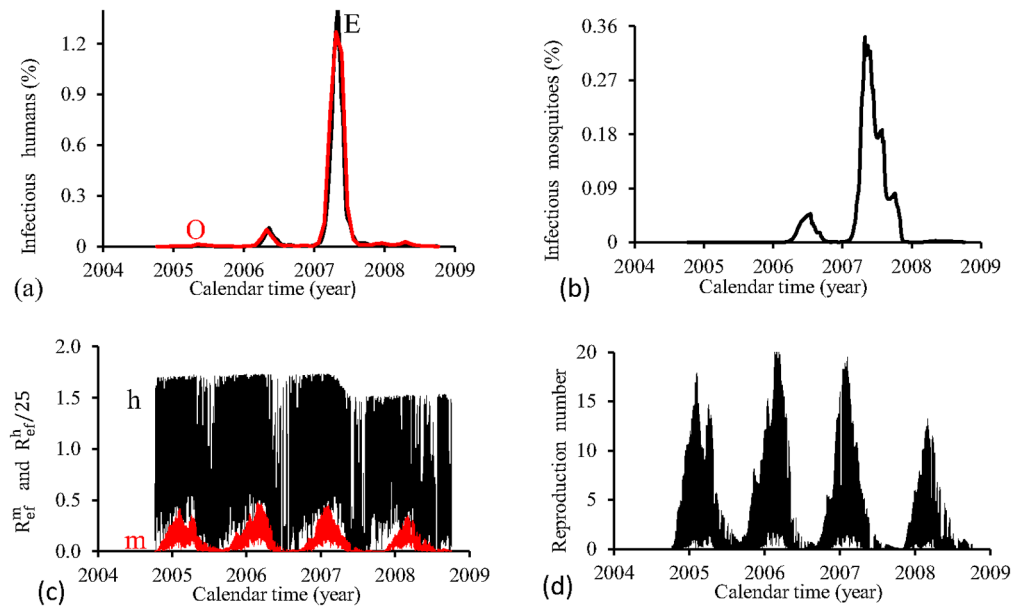 Infectious humans (%)
1.2
0.9
0.6
0.3
0
E
O
2004 2005 2006 2007 2008 2009
Calendar time (year)
(a)
Infectious mosquitoes (%)
0.36
0.27
0.18
0.09
0
2004 2005 2006 2007 2008 2009
Calendar time (year)
(b)
R_ef^m and R_ef^h/25
2.0
1.5
1.0
0.5
0.0
h
m
2004 2005 2006 2007 2008 2009
Calendar time (year)
(c)
Reproduction number
20
15
10
5
0
2004 2005 2006 2007 2008 2009
Calendar time (year)
(d)